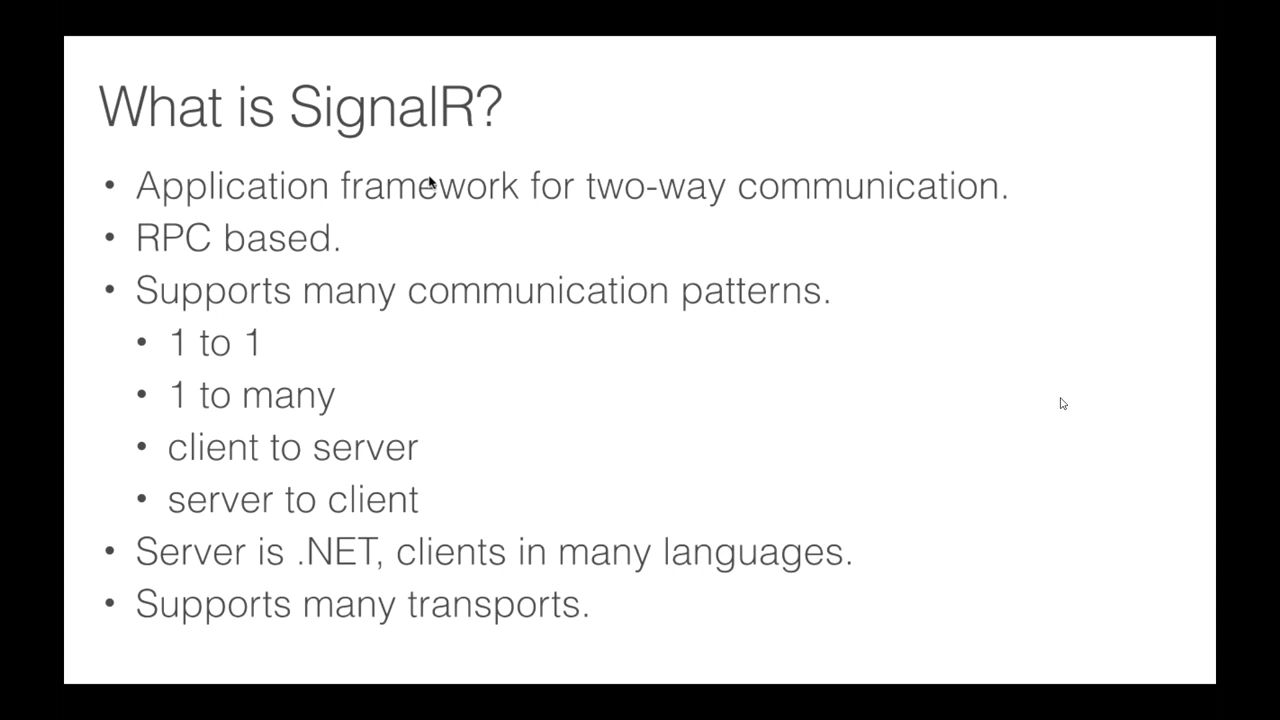 What is SignalR?
• Application framework for two-way communication.
• RPC based.
• Supports many communication patterns.
• 1 to 1
• 1 to many
• client to server
• server to client
• Server is .NET, clients in many languages.
• Supports many transports.